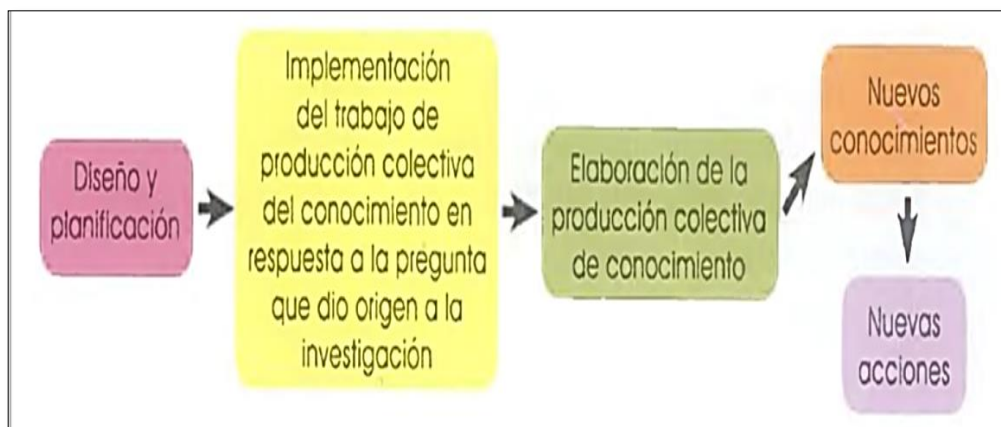 Diseño y
planificación
Implementación
del trabajo de
producción colectiva
del conocimiento en
respuesta a la pregunta
que dio origen a la
investigación
Elaboración de la
producción colectiva
de conocimiento
Nuevos
conocimientos
Nuevas
acciones